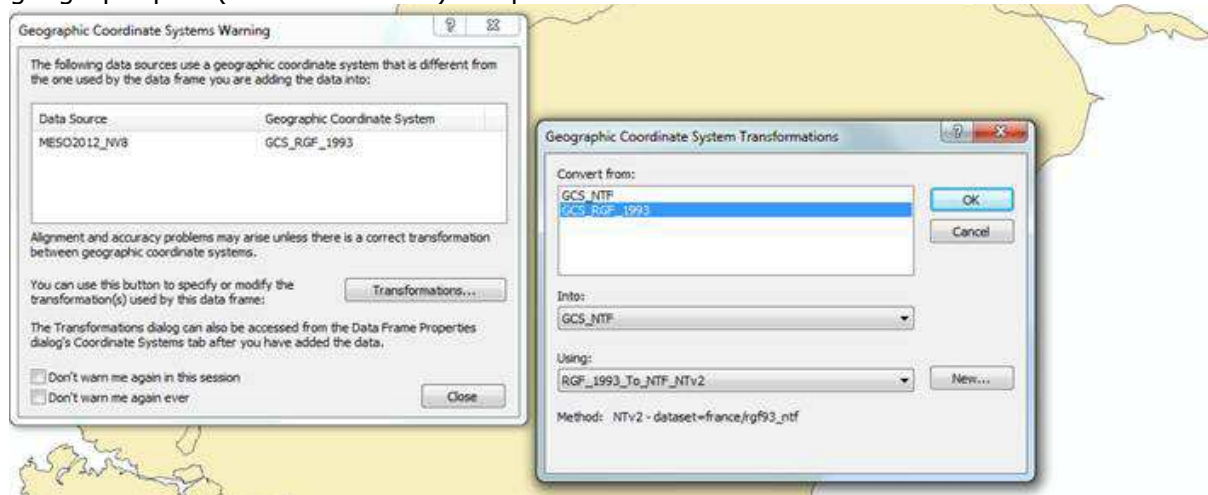 Geographic Coordinate Systems Warning
The following data sources use a geographic coordinate system that is different from
the one used by the data frame you are adding the data into:
Data Source Geographic Coordinate System
MESO2012_NV8 GCS_RGF_1993
Alignment and accuracy problems may arise unless there is a correct transformation
between geographic coordinate systems.
You can use this button to specify or modify the
transformation(s) used by this data frame:
Transformations...
The Transformations dialog can also be accessed from the Data Frame Properties
dialog's Coordinate Systems tab after you have added the data.
Don't warn me again in this session
Don't warn me again ever
Close
Geographic Coordinate System Transformations
Convert from:
GCS_NTF
GCS_RGF_1993
OK
Cancel
Into:
GCS_NTF
Using:
RGF_1993_To_NTF_NTv2
New...
Method: NTv2 - dataset=france/rgf93_ntf